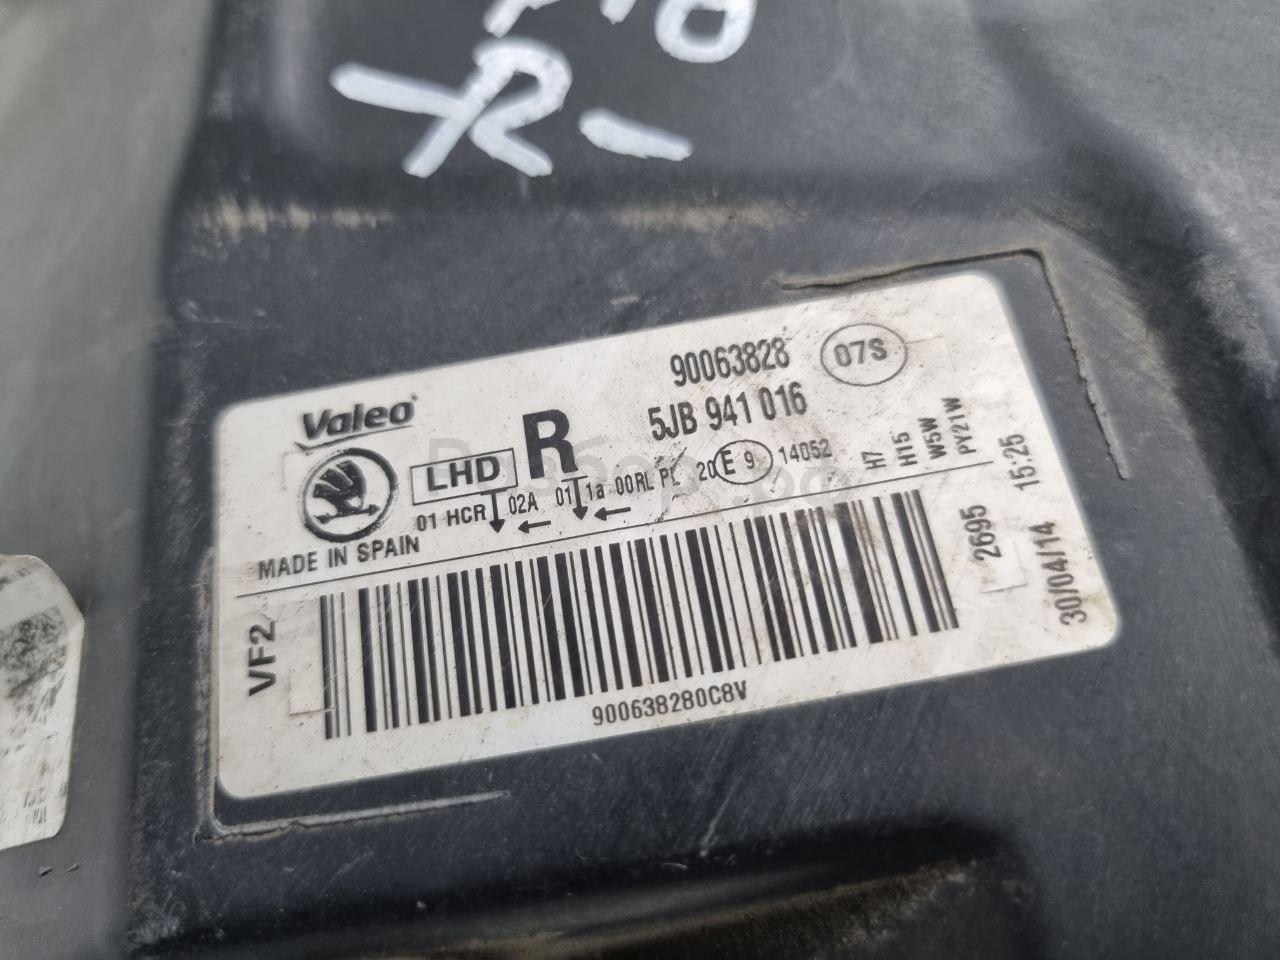 R-
90063828
07S
Valeo
R
5JB 941 016
LHD
01 HCR 02A 01 1a 00RL PL 20 E 9 14052
H7
H15
W5W
PY21W
MADE IN SPAIN
VF2
2695
30/04/14 15:25
900638280C8V